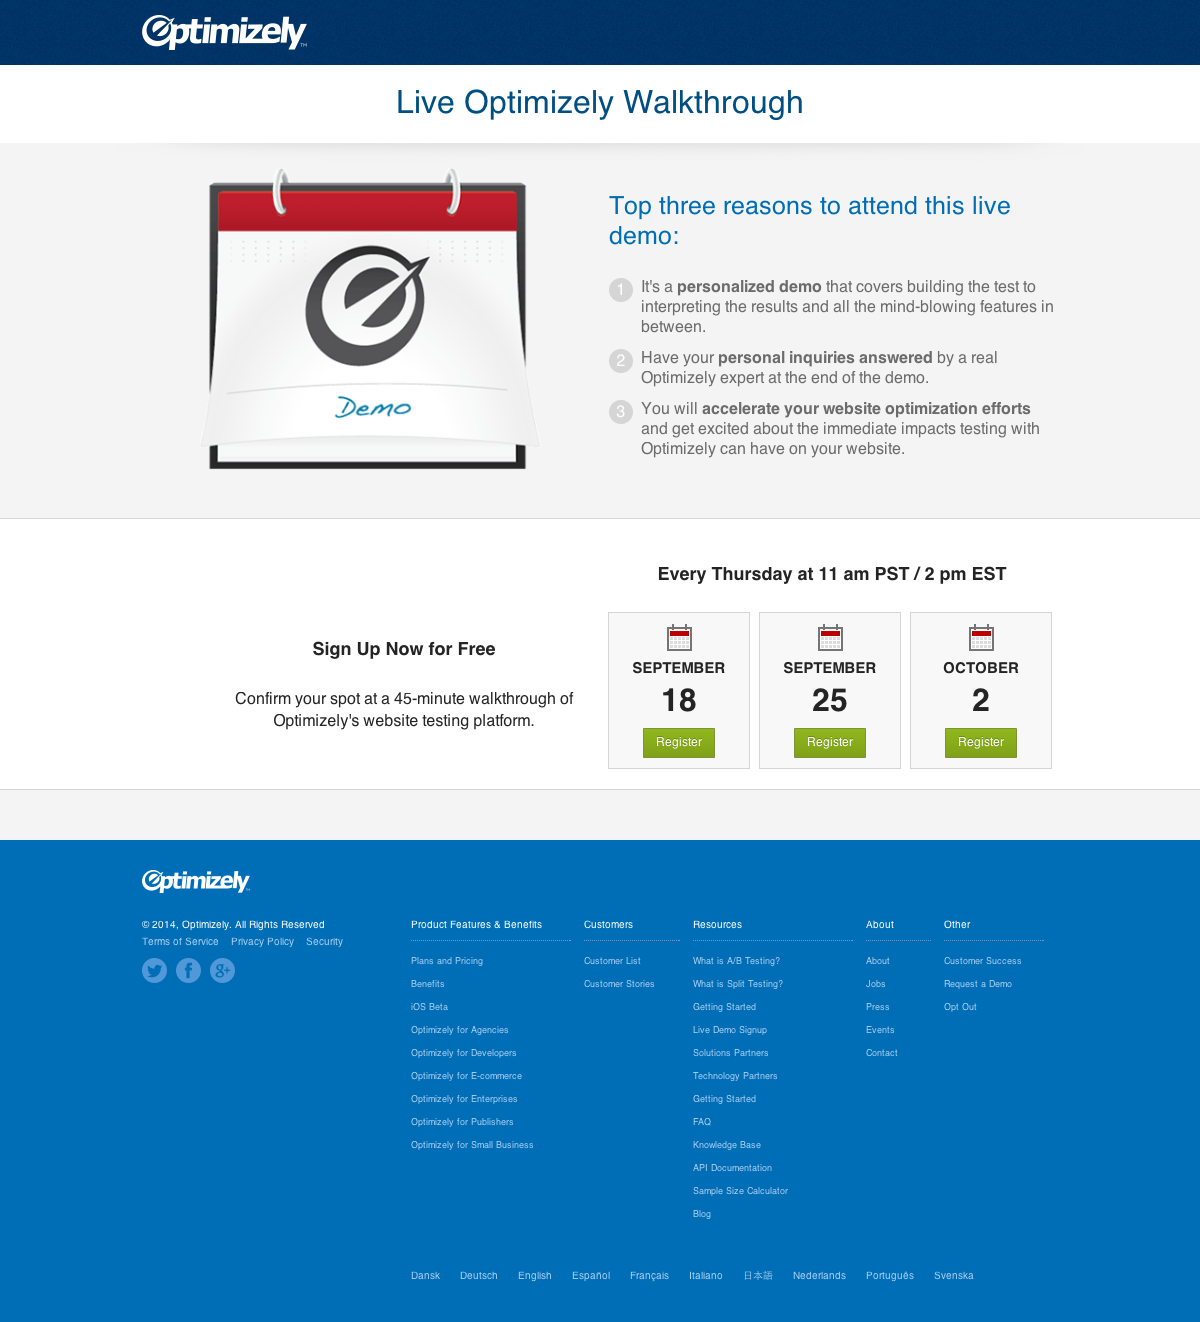 Optimizely™
Live Optimizely Walkthrough
Demo
Top three reasons to attend this live
demo:
1 It's a personalized demo that covers building the test to
interpreting the results and all the mind-blowing features in
between.
2 Have your personal inquiries answered by a real
Optimizely expert at the end of the demo.
3 You will accelerate your website optimization efforts
and get excited about the immediate impacts testing with
Optimizely can have on your website.
Sign Up Now for Free
Confirm your spot at a 45-minute walkthrough of
Optimizely's website testing platform.
Every Thursday at 11 am PST / 2 pm EST
SEPTEMBER
18
Register
SEPTEMBER
25
Register
OCTOBER
2
Register
Optimizely
© 2014, Optimizely. All Rights Reserved
Terms of Service Privacy Policy Security
Product Features & Benefits
Plans and Pricing
Benefits
iOS Beta
Optimizely for Agencies
Optimizely for Developers
Optimizely for E-commerce
Optimizely for Enterprises
Optimizely for Publishers
Optimizely for Small Business
Customers
Customer List
Customer Stories
Resources
What is A/B Testing?
What is Split Testing?
Getting Started
Live Demo Signup
Solutions Partners
Technology Partners
Getting Started
FAQ
Knowledge Base
API Documentation
Sample Size Calculator
Blog
About
About
Jobs
Press
Events
Contact
Other
Customer Success
Request a Demo
Opt Out
Dansk Deutsch English Español Français Italiano 日本語 Nederlands Português Svenska